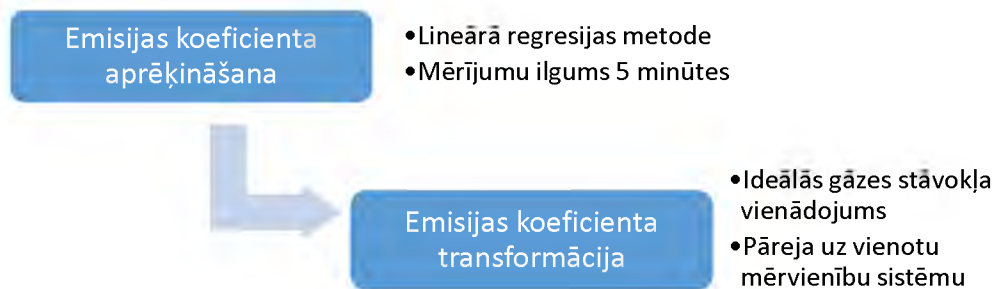 Emisijas koeficienta
aprēķināšana
•Lineārā regresijas metode
•Mērījumu ilgums 5 minūtes
Emisijas koeficienta
transformācija
•Ideālās gāzes stāvokļa
vienādojums
•Pāreja uz vienotu
mērvienību sistēmu